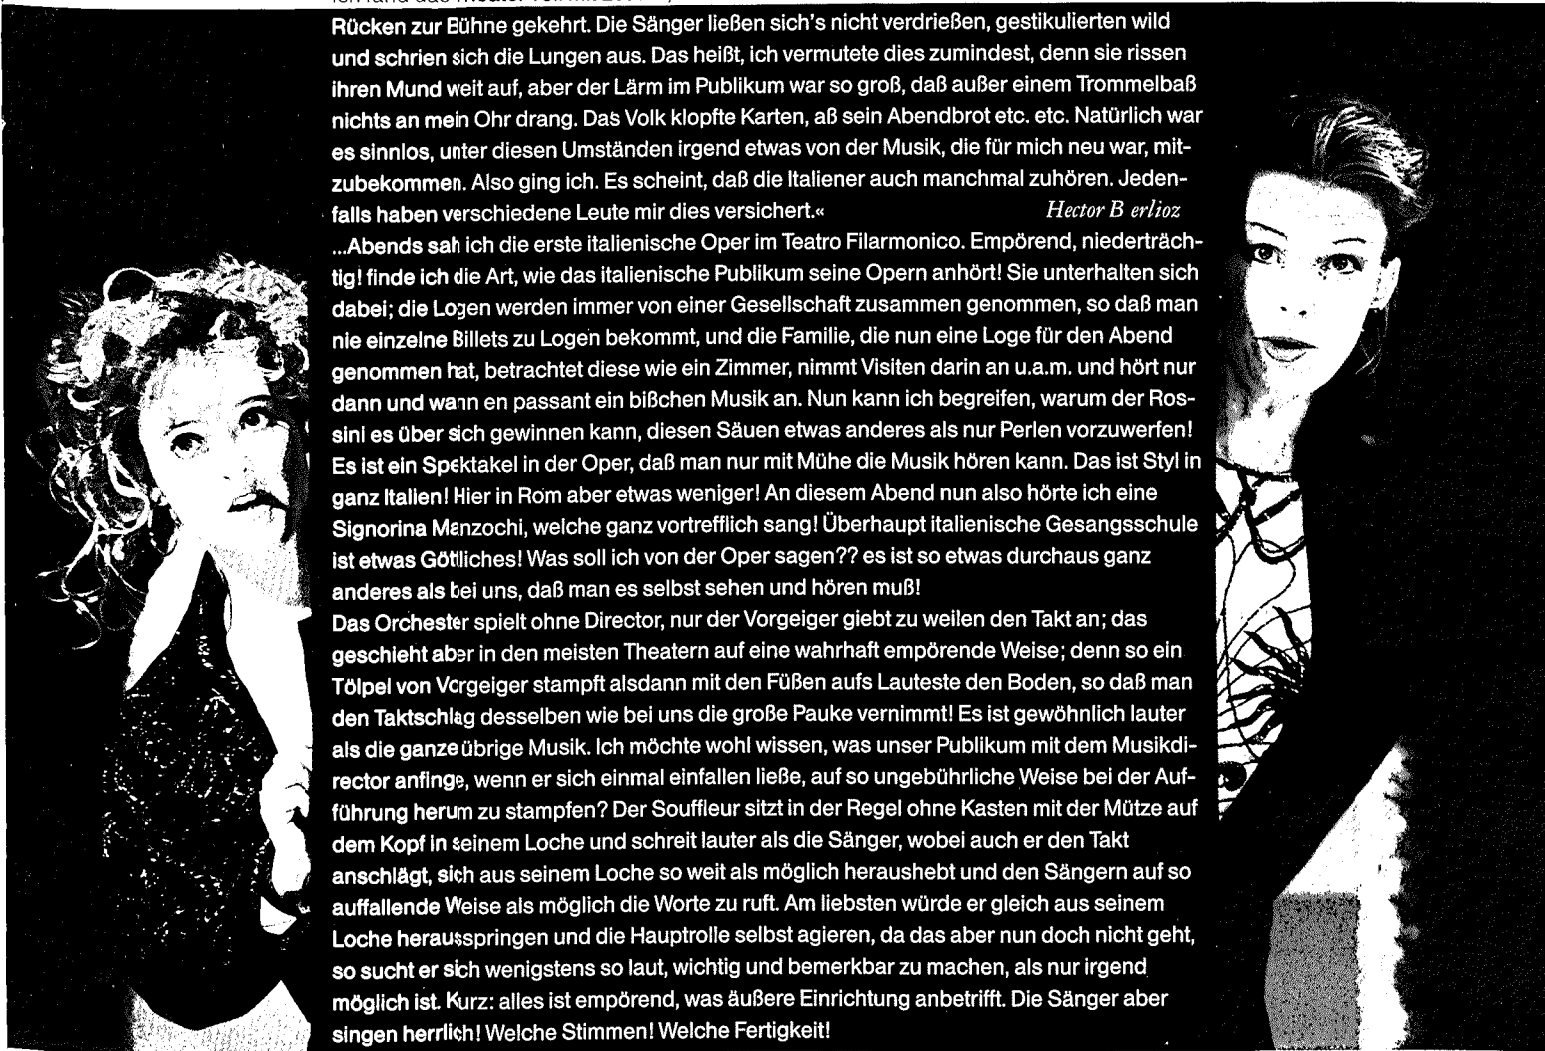 Rücken zur Bühne gekehrt. Die Sänger ließen sich's nicht verdrießen, gestikulierten wild
und schrien sich die Lungen aus. Das heißt, ich vermutete dies zumindest, denn sie rissen
ihren Mund weit auf, aber der Lärm im Publikum war so groß, daß außer einem Trommelbaß
nichts an mein Ohr drang. Das Volk klopfte Karten, aß sein Abendbrot etc. etc. Natürlich war
es sinnlos, unter diesen Umständen irgend etwas von der Musik, die für mich neu war, mit-
zubekommen. Also ging ich. Es scheint, daß die Italiener auch manchmal zuhören. Jeden-
falls haben verschiedene Leute mir dies versichert.« Hector Berlioz
...Abends sah ich die erste italienische Oper im Teatro Filarmonico. Empörend, niederträch-
tig! finde ich die Art, wie das italienische Publikum seine Opern anhört! Sie unterhalten sich
dabei; die Logen werden immer von einer Gesellschaft zusammen genommen, so daß man
nie einzelne Billets zu Logen bekommt, und die Familie, die nun eine Loge für den Abend
genommen hat, betrachtet diese wie ein Zimmer, nimmt Visiten darin an u.a.m. und hört nur
dann und wann en passant ein bißchen Musik an. Nun kann ich begreifen, warum der Ros-
sini es über sich gewinnen kann, diesen Säuen etwas anderes als nur Perlen vorzuwerfen!
Es ist ein Spektakel in der Oper, daß man nur mit Mühe die Musik hören kann. Das ist Styl in
ganz Italien! Hier in Rom aber etwas weniger! An diesem Abend nun also hörte ich eine
Signorina Manzochi, welche ganz vortrefflich sang! Überhaupt italienische Gesangsschule
ist etwas Göttliches! Was soll ich von der Oper sagen?? es ist so etwas durchaus ganz
anderes als bei uns, daß man es selbst sehen und hören muß!
Das Orchester spielt ohne Director, nur der Vorgeiger giebt zu weilen den Takt an; das
geschieht aber in den meisten Theatern auf eine wahrhaft empörende Weise; denn so ein
Tölpel von Vorgeiger stampft alsdann mit den Füßen aufs Lauteste den Boden, so daß man
den Taktschlag desselben wie bei uns die große Pauke vernimmt! Es ist gewöhnlich lauter
als die ganze übrige Musik. Ich möchte wohl wissen, was unser Publikum mit dem Musikdi-
rector anfinge, wenn er sich einmal einfallen ließe, auf so ungebührliche Weise bei der Auf-
führung herum zu stampfen? Der Souffleur sitzt in der Regel ohne Kasten mit der Mütze auf
dem Kopf in seinem Loche und schreit lauter als die Sänger, wobei auch er den Takt
anschlägt, sich aus seinem Loche so weit als möglich heraushebt und den Sängern auf so
auffallende Weise als möglich die Worte zu ruft. Am liebsten würde er gleich aus seinem
Loche herausspringen und die Hauptrolle selbst agieren, da das aber nun doch nicht geht,
so sucht er sich wenigstens so laut, wichtig und bemerkbar zu machen, als nur irgend
möglich ist. Kurz: alles ist empörend, was äußere Einrichtung anbetrifft. Die Sänger aber
singen herrlich! Welche Stimmen! Welche Fertigkeit!